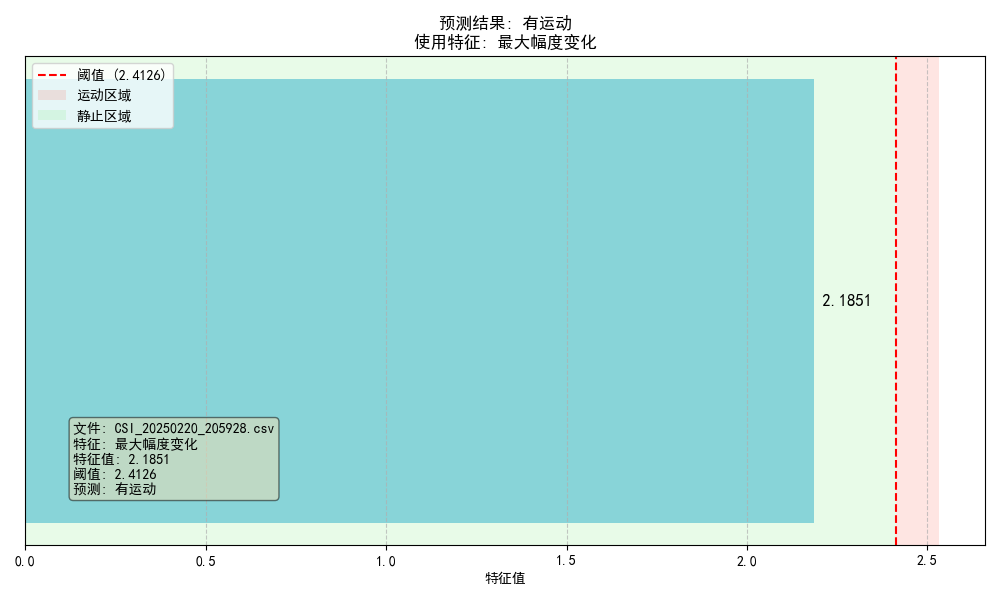 预测结果: 有运动
使用特征: 最大幅度变化
阈值 (2.4126)
运动区域
静止区域
2.1851
文件: CSI_20250220_205928.csv
特征: 最大幅度变化
特征值: 2.1851
阈值: 2.4126
预测: 有运动
0.0 0.5 1.0 1.5 2.0 2.5
特征值